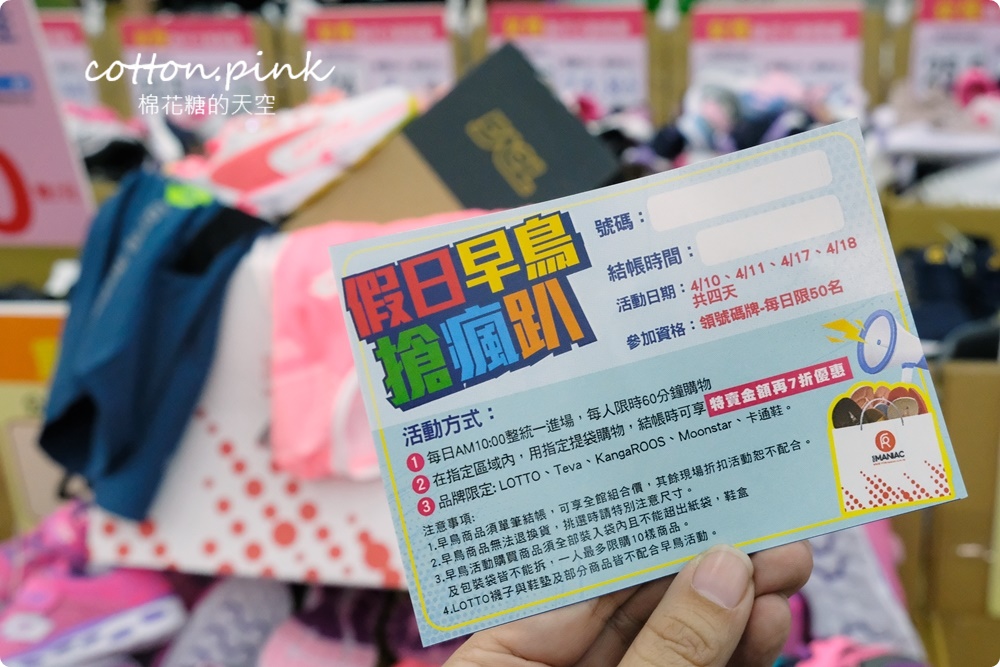 cotton.pink
棉花糖的天空
假日早鳥
搶瘋趴
號碼：
結帳時間：
活動日期：4/10、4/11、4/17、4/18
共四天
參加資格：領號碼牌-每日限50名
活動方式：
1 每日AM10:00整統一進場，每人限時60分鐘購物
2 在指定區域內，用指定提袋購物，結帳時可享 特賣金額再7折優惠
3 品牌限定: LOTTO、Teva、KangaROOS、Moonstar、卡通鞋。
注意事項:
1.早鳥商品須單筆結帳，可享全館組合價，其餘現場折扣活動恕不配合。
2.早鳥商品無法退換貨，挑選時請特別注意尺寸。
3.早鳥活動購買商品須全部裝入袋內且不能超出紙袋，鞋盒
及包裝袋皆不能拆，一人最多限購10樣商品。
4.LOTTO襪子與鞋墊及部分商品皆不配合早鳥活動。
R
MANIAC